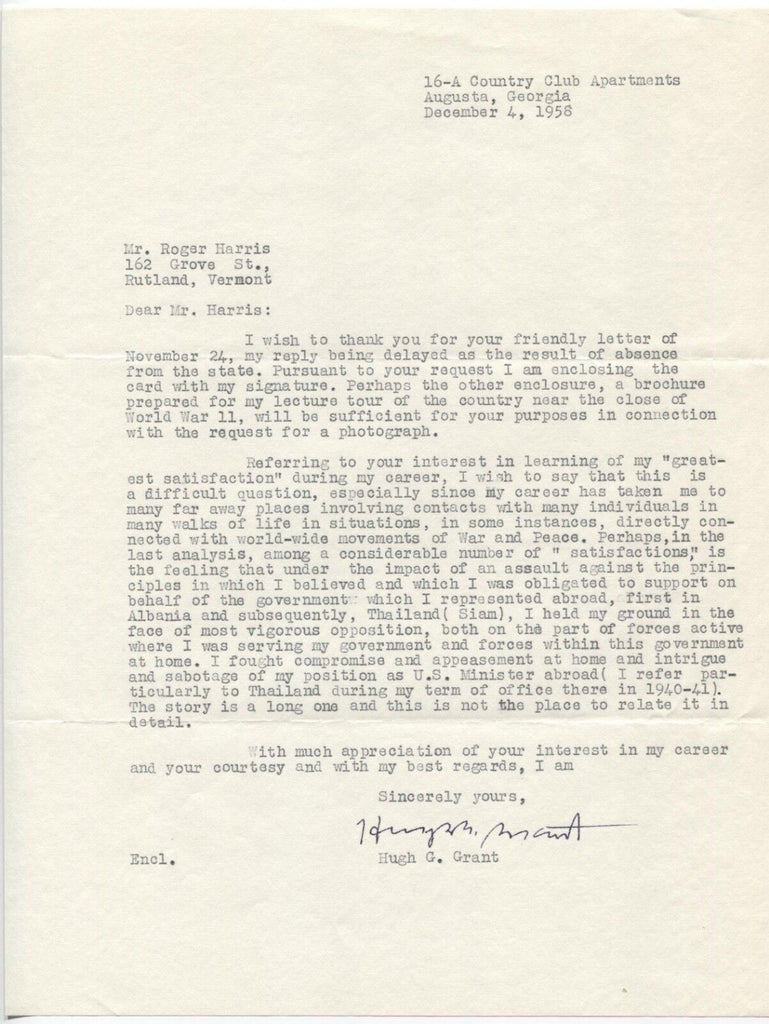 16-A Country Club Apartments
Augusta, Georgia
December 4, 1958
Mr. Roger Harris
162 Grove St.,
Rutland, Vermont
Dear Mr. Harris:
I wish to thank you for your friendly letter of
November 24, my reply being delayed as the result of absence
from the state. Pursuant to your request I am enclosing the
card with my signature. Perhaps the other enclosure, a brochure
prepared for my lecture tour of the country near the close of
World War 11, will be sufficient for your purposes in connection
with the request for a photograph.
Referring to your interest in learning of my "great-
est satisfaction" during my career, I wish to say that this is
a difficult question, especially since my career has taken me to
many far away places involving contacts with many individuals in
many walks of life in situations, in some instances, directly con-
nected with world-wide movements of War and Peace. Perhaps,in the
last analysis, among a considerable number of " satisfactions," is
the feeling that under the impact of an assault against the prin-
ciples in which I believed and which I was obligated to support on
behalf of the government which I represented abroad, first in
Albania and subsequently, Thailand( Siam), I held my ground in the
face of most vigorous opposition, both on the part of forces active
where I was serving my government and forces within this government
at home. I fought compromise and appeasement at home and intrigue
and sabotage of my position as U.S. Minister abroad( I refer par-
ticularly to Thailand during my term of office there in 1940-41).
The story is a long one and this is not the place to relate it in
detail.
With much appreciation of your interest in my career
and your courtesy and with my best regards, I am
Sincerely yours,
Hugh G. Grant
Encl. Hugh G. Grant